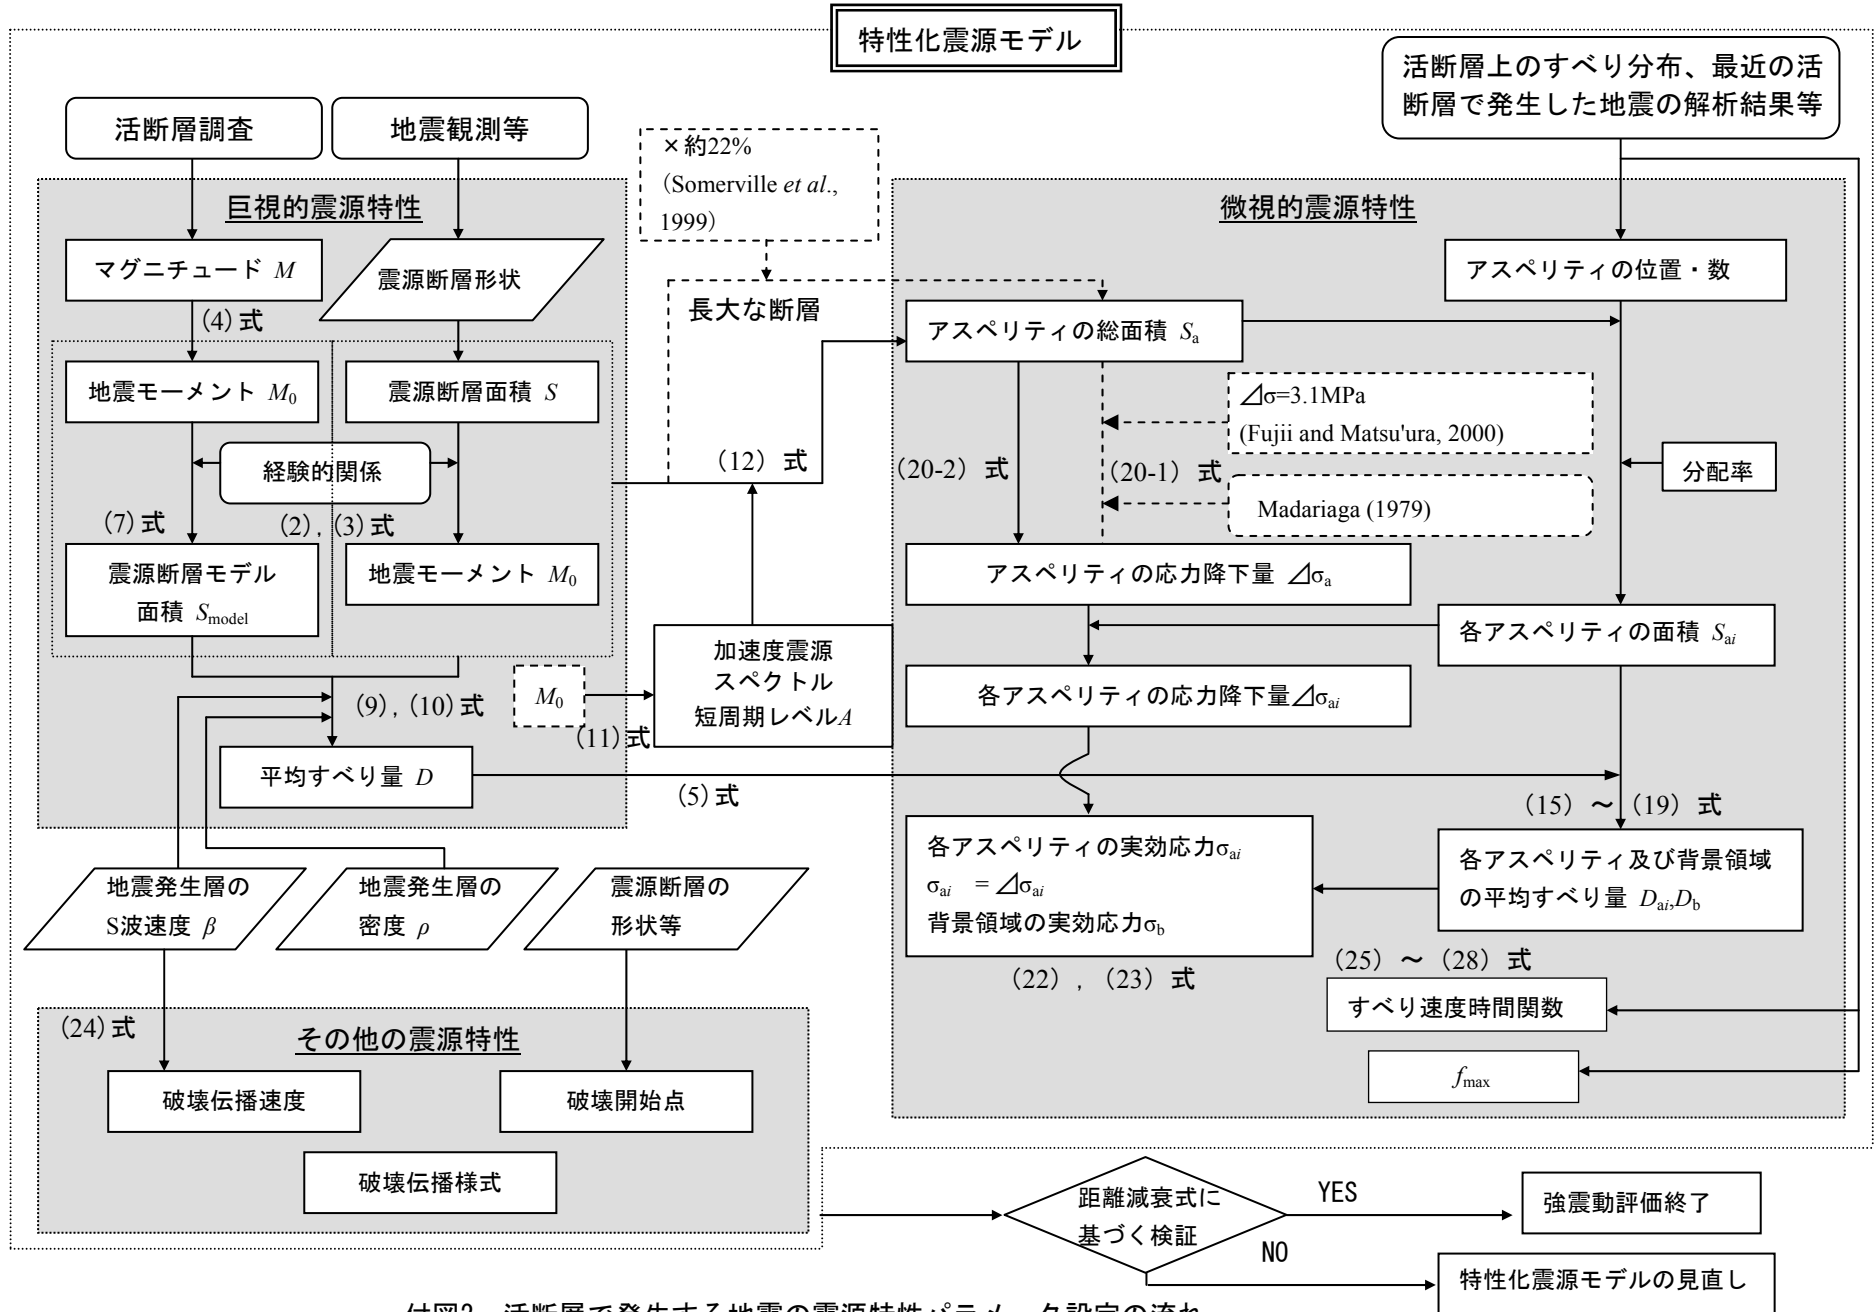 特性化震源モデル
活断層上のすべり分布、最近の活
断層で発生した地震の解析結果等
活断層調査
地震観測等
×約22%
(Somerville et al.,
1999)
巨視的震源特性
微視的震源特性
マグニチュード M
震源断層形状
アスペリティの位置・数
(4)式
長大な断層
アスペリティの総面積 Sa
地震モーメント M0
震源断層面積 S
⊿σ=3.1MPa
(Fujii and Matsu'ura, 2000)
経験的関係
(12)式
(20-2)式
(20-1)式
分配率
(7)式
(2),(3)式
Madariaga (1979)
震源断層モデル
面積 Smodel
地震モーメント M0
アスペリティの応力降下量 ⊿σa
加速度震源
スペクトル
短周期レベルA
各アスペリティの面積 Sai
(9),(10)式
M0
(11)式
各アスペリティの応力降下量⊿σai
平均すべり量 D
(5)式
(15)~(19)式
各アスペリティの実効応力σai
σai =⊿σai
背景領域の実効応力σb
各アスペリティ及び背景領域
の平均すべり量 Dai,Db
地震発生層の
S波速度 β
地震発生層の
密度 ρ
震源断層の
形状等
(22),(23)式
(25)~(28)式
すべり速度時間関数
(24)式
その他の震源特性
fmax
破壊伝播速度
破壊開始点
破壊伝播様式
距離減衰式に
基づく検証
YES
強震動評価終了
NO
特性化震源モデルの見直し
付図2 活断層で発生する地震の震源特性パラメータ設定の流れ